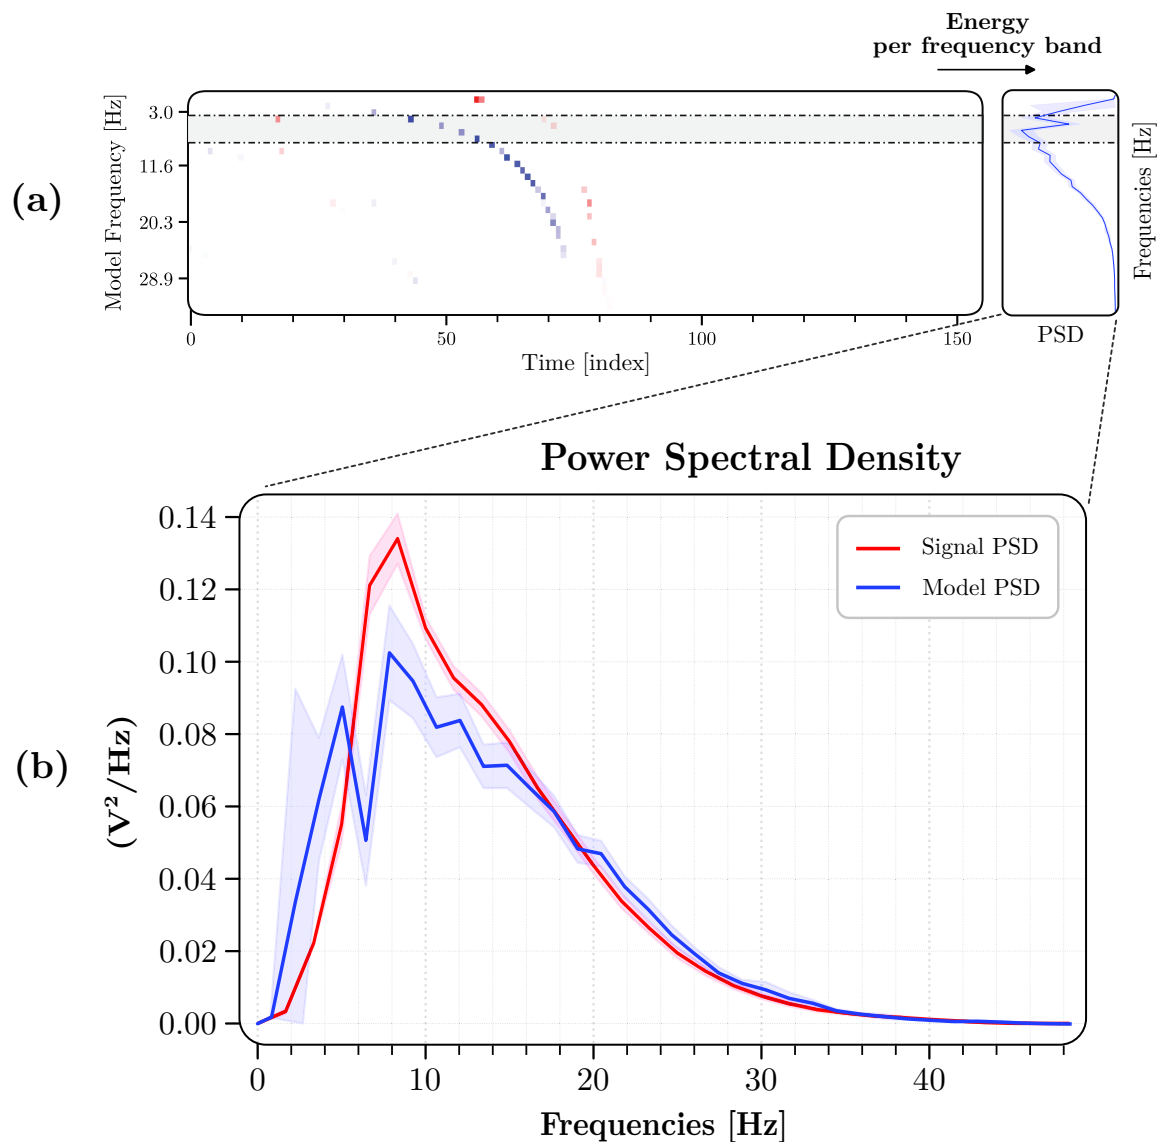 Energy
per frequency band
(a)
Model Frequency [Hz]
3.0
11.6
20.3
28.9
0
50
100
150
Time [index]
PSD
Frequencies [Hz]
Power Spectral Density
(b)
(V²/Hz)
0.14
0.12
0.10
0.08
0.06
0.04
0.02
0.00
Signal PSD
Model PSD
0
10
20
30
40
Frequencies [Hz]